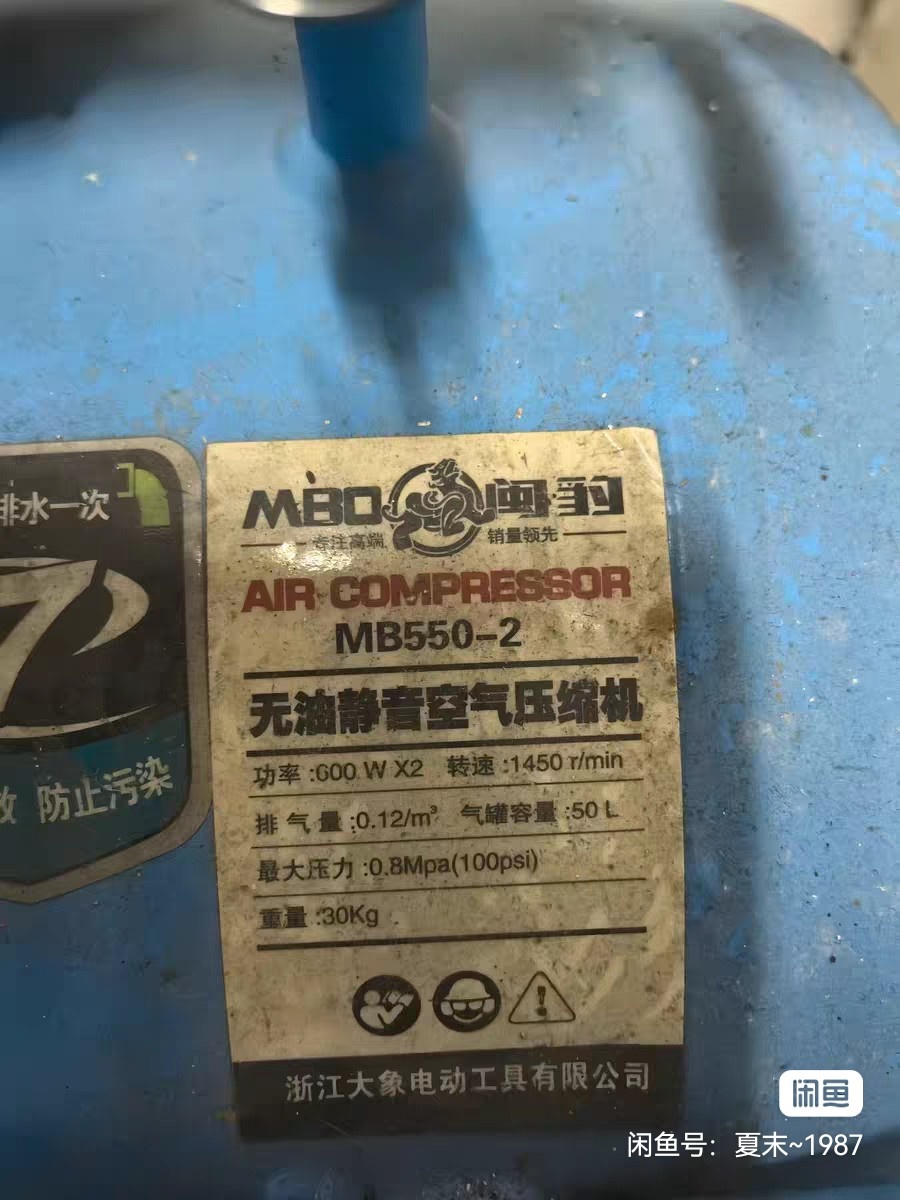 排水一次
7
防止污染
MBO 闽豹
专注高端 销量领先
AIR COMPRESSOR
MB550-2
无油静音空气压缩机
功率:600 W X2 转速:1450 r/min
排气量:0.12/m³ 气罐容量:50 L
最大压力:0.8Mpa(100psi)
重量:30Kg
浙江大象电动工具有限公司
闲鱼
闲鱼号：夏末~1987